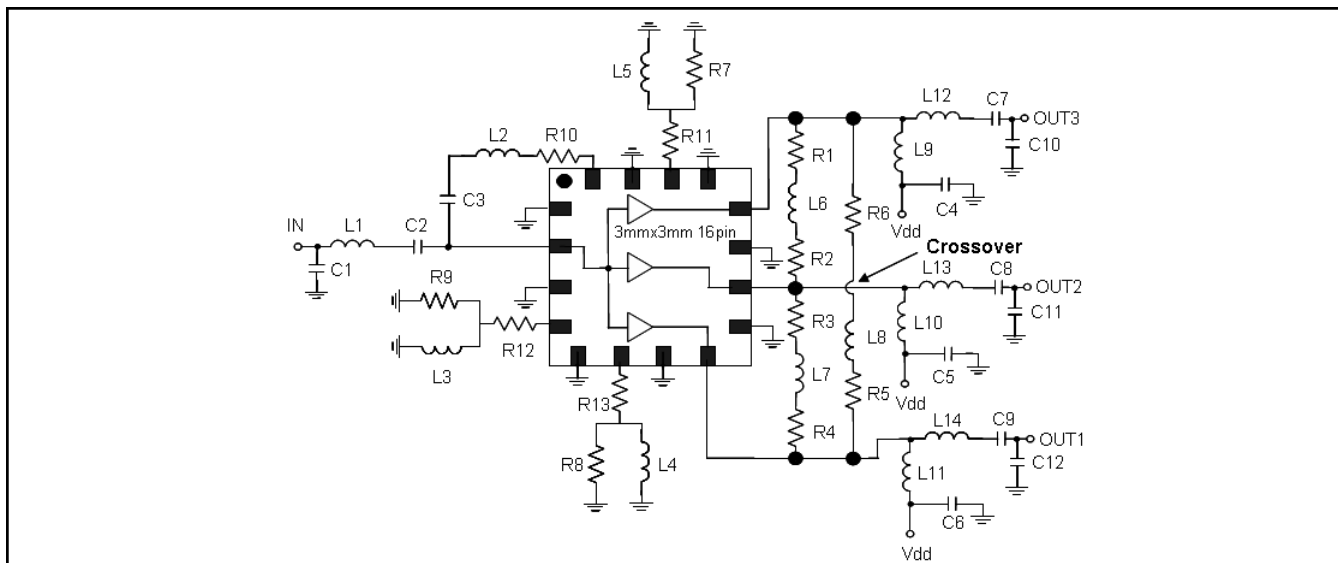 L5
R7
L12
C7
OUT3
L2
R10
R11
C10
R1
L9
C3
L6
C4
R6
IN
L1
C2
3mmx3mm 16pin
Vdd
Crossover
R2
L13
C8
C1
OUT2
R9
R3
L10
C11
L8
R12
L3
L7
C5
R5
Vdd
R13
R4
L14
C9
OUT1
R8
L4
L11
C12
C6
Vdd